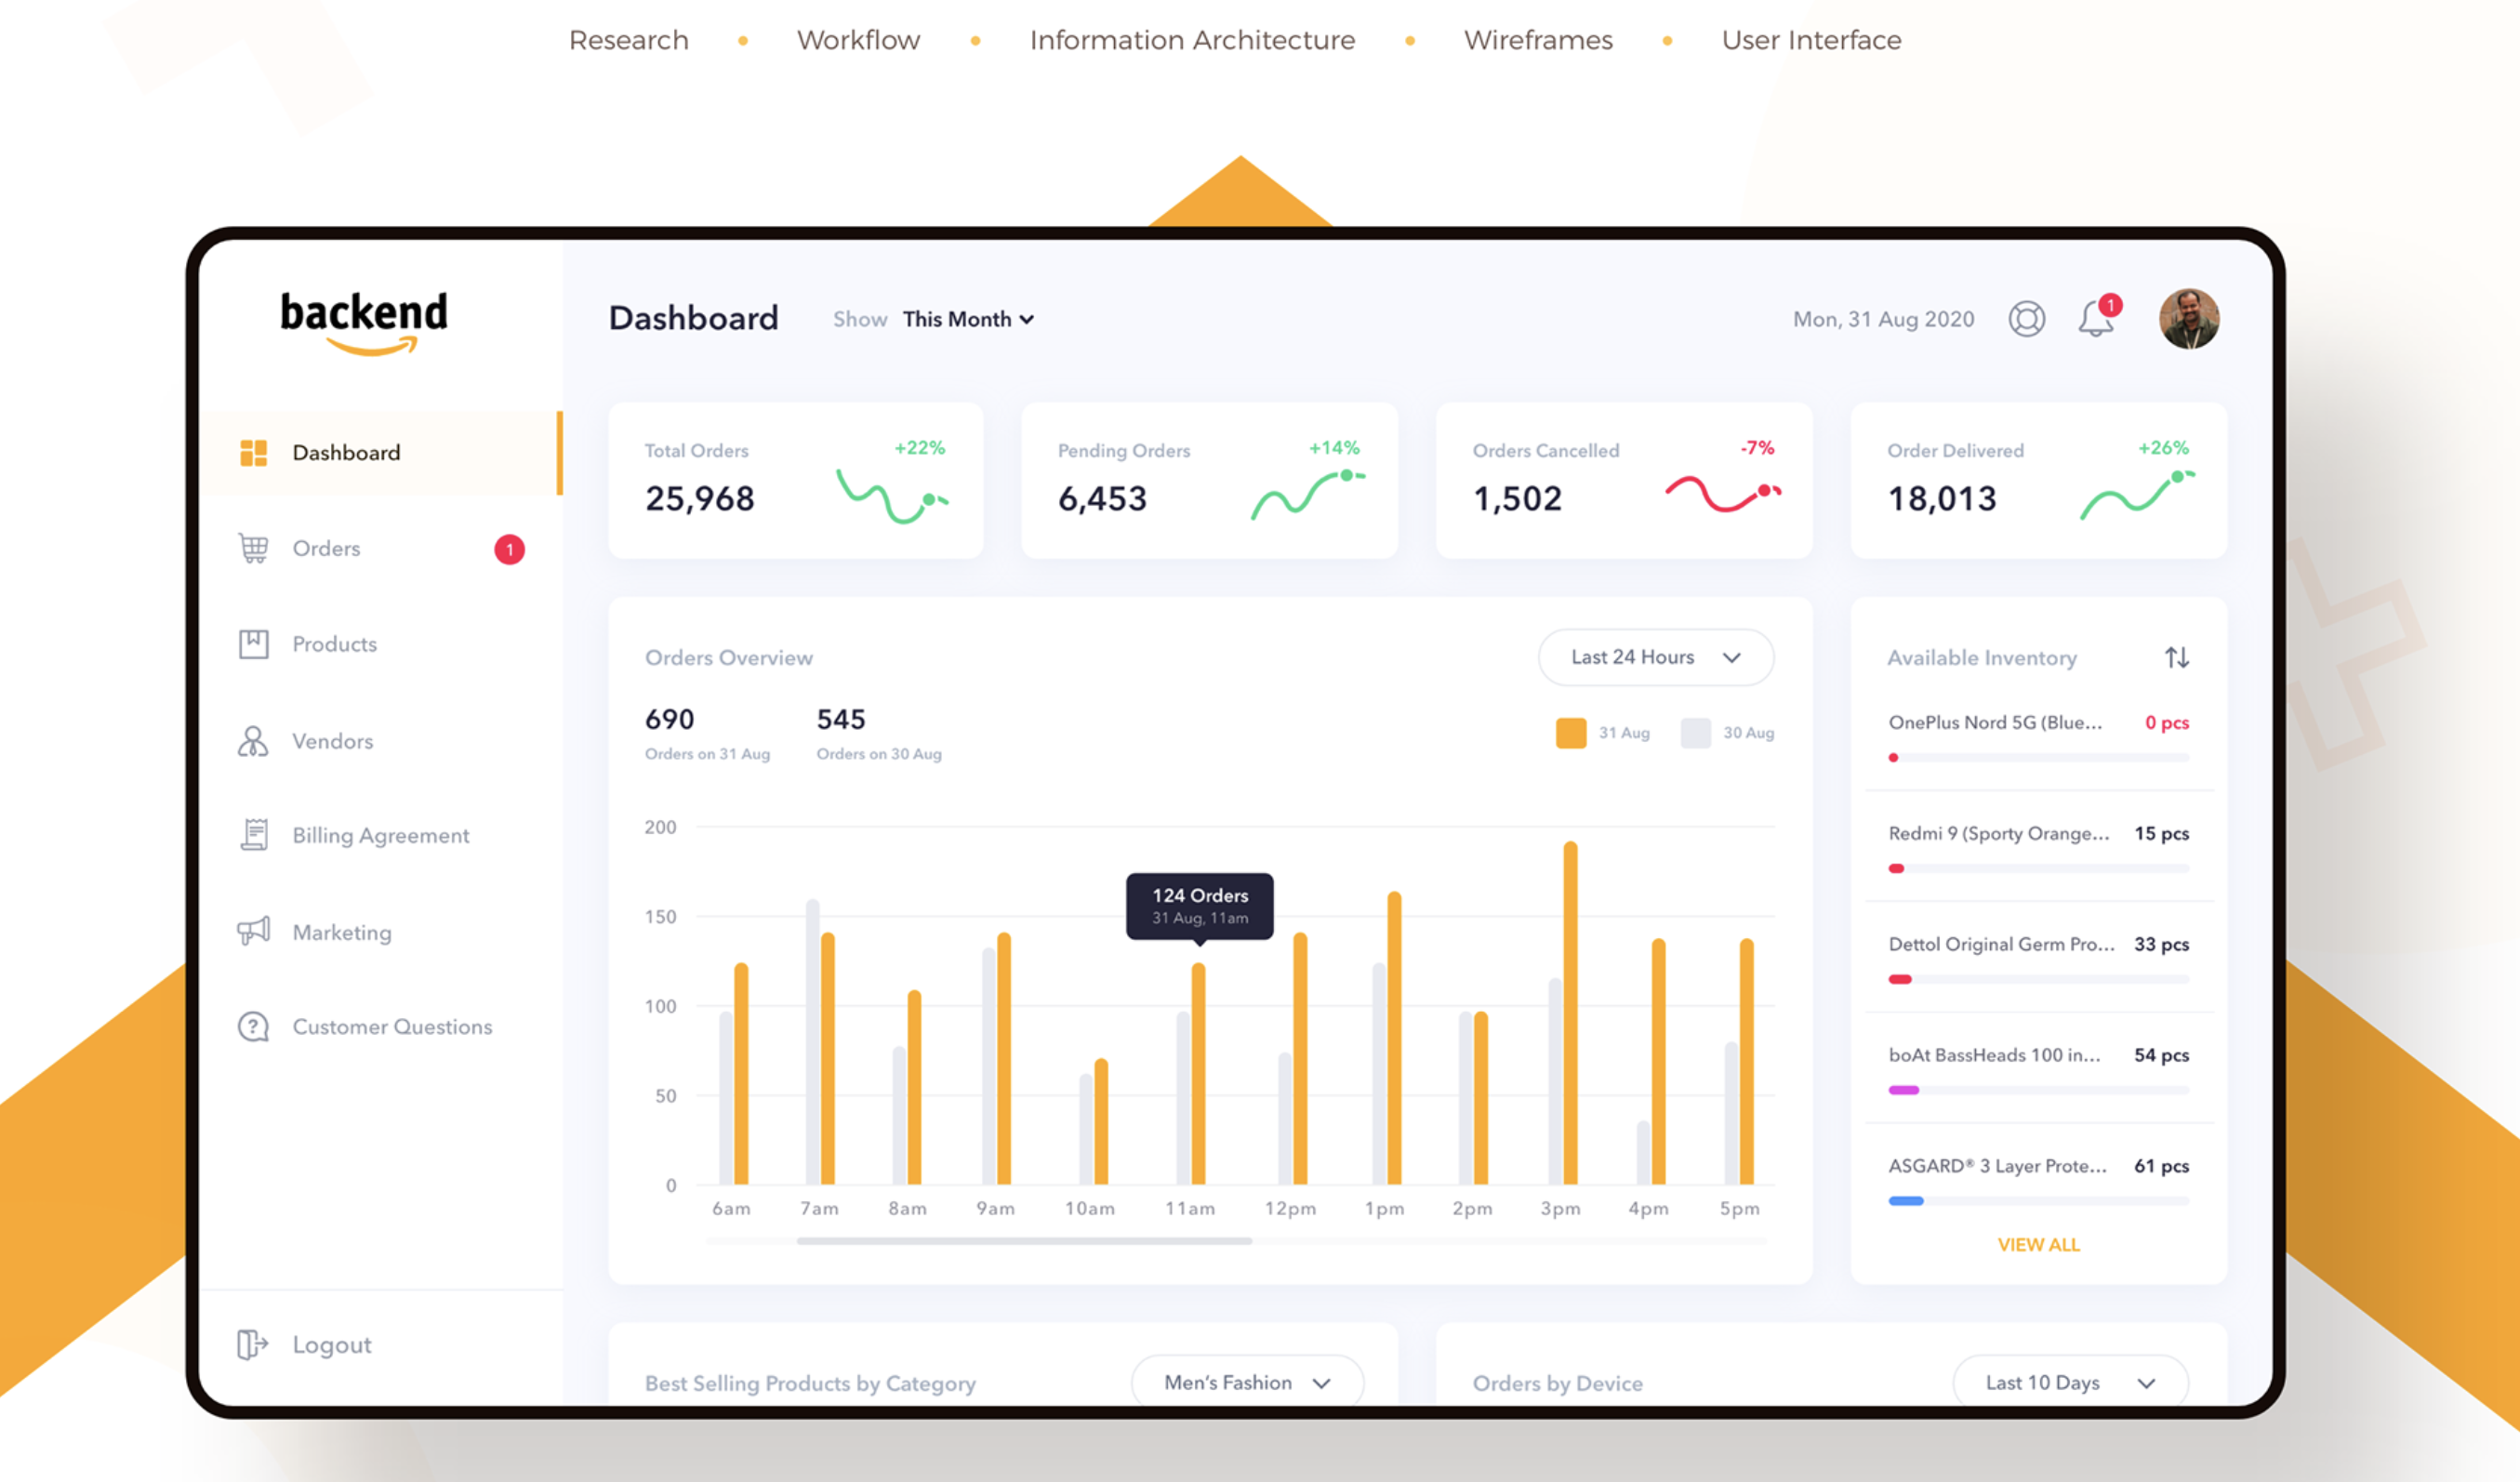 Research • Workflow • Information Architecture • Wireframes • User Interface
backend
Dashboard
Orders 1
Products
Vendors
Billing Agreement
Marketing
Customer Questions
Logout
Dashboard Show This Month
Mon, 31 Aug 2020 1
Total Orders +22%
25,968
Pending Orders +14%
6,453
Orders Cancelled -7%
1,502
Order Delivered +26%
18,013
Orders Overview Last 24 Hours
690 545
Orders on 31 Aug Orders on 30 Aug
31 Aug 30 Aug
200
150
100
50
0
124 Orders
31 Aug, 11am
6am 7am 8am 9am 10am 11am 12pm 1pm 2pm 3pm 4pm 5pm
Available Inventory
OnePlus Nord 5G (Blue... 0 pcs
Redmi 9 (Sporty Orange... 15 pcs
Dettol Original Germ Pro... 33 pcs
boAt BassHeads 100 in... 54 pcs
ASGARD® 3 Layer Prote... 61 pcs
VIEW ALL
Best Selling Products by Category Men's Fashion
Orders by Device Last 10 Days